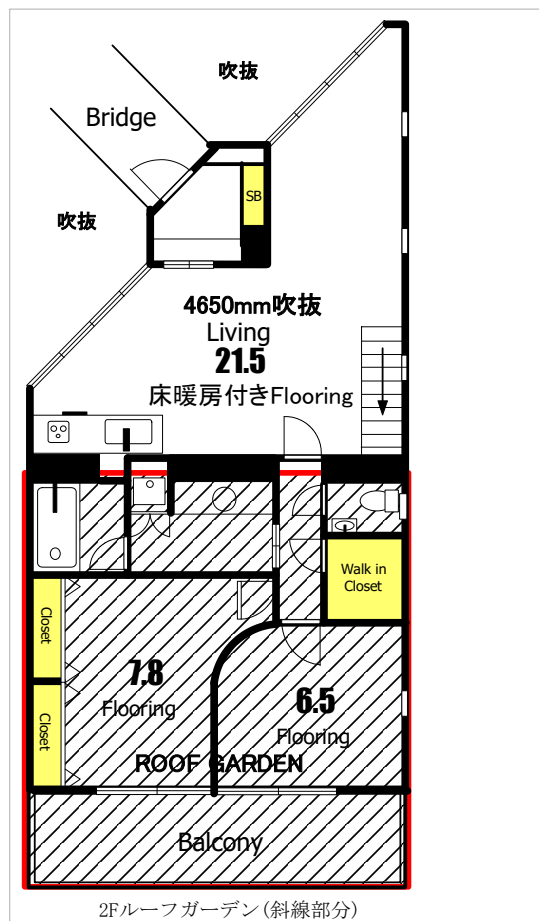 吹抜
Bridge
SB
吹抜
4650mm吹抜
Living
21.5
床暖房付きFlooring
Walk in
Closet
Closet
7.8
Flooring
6.5
Flooring
Closet
ROOF GARDEN
Balcony
2Fルーフガーデン(斜線部分)